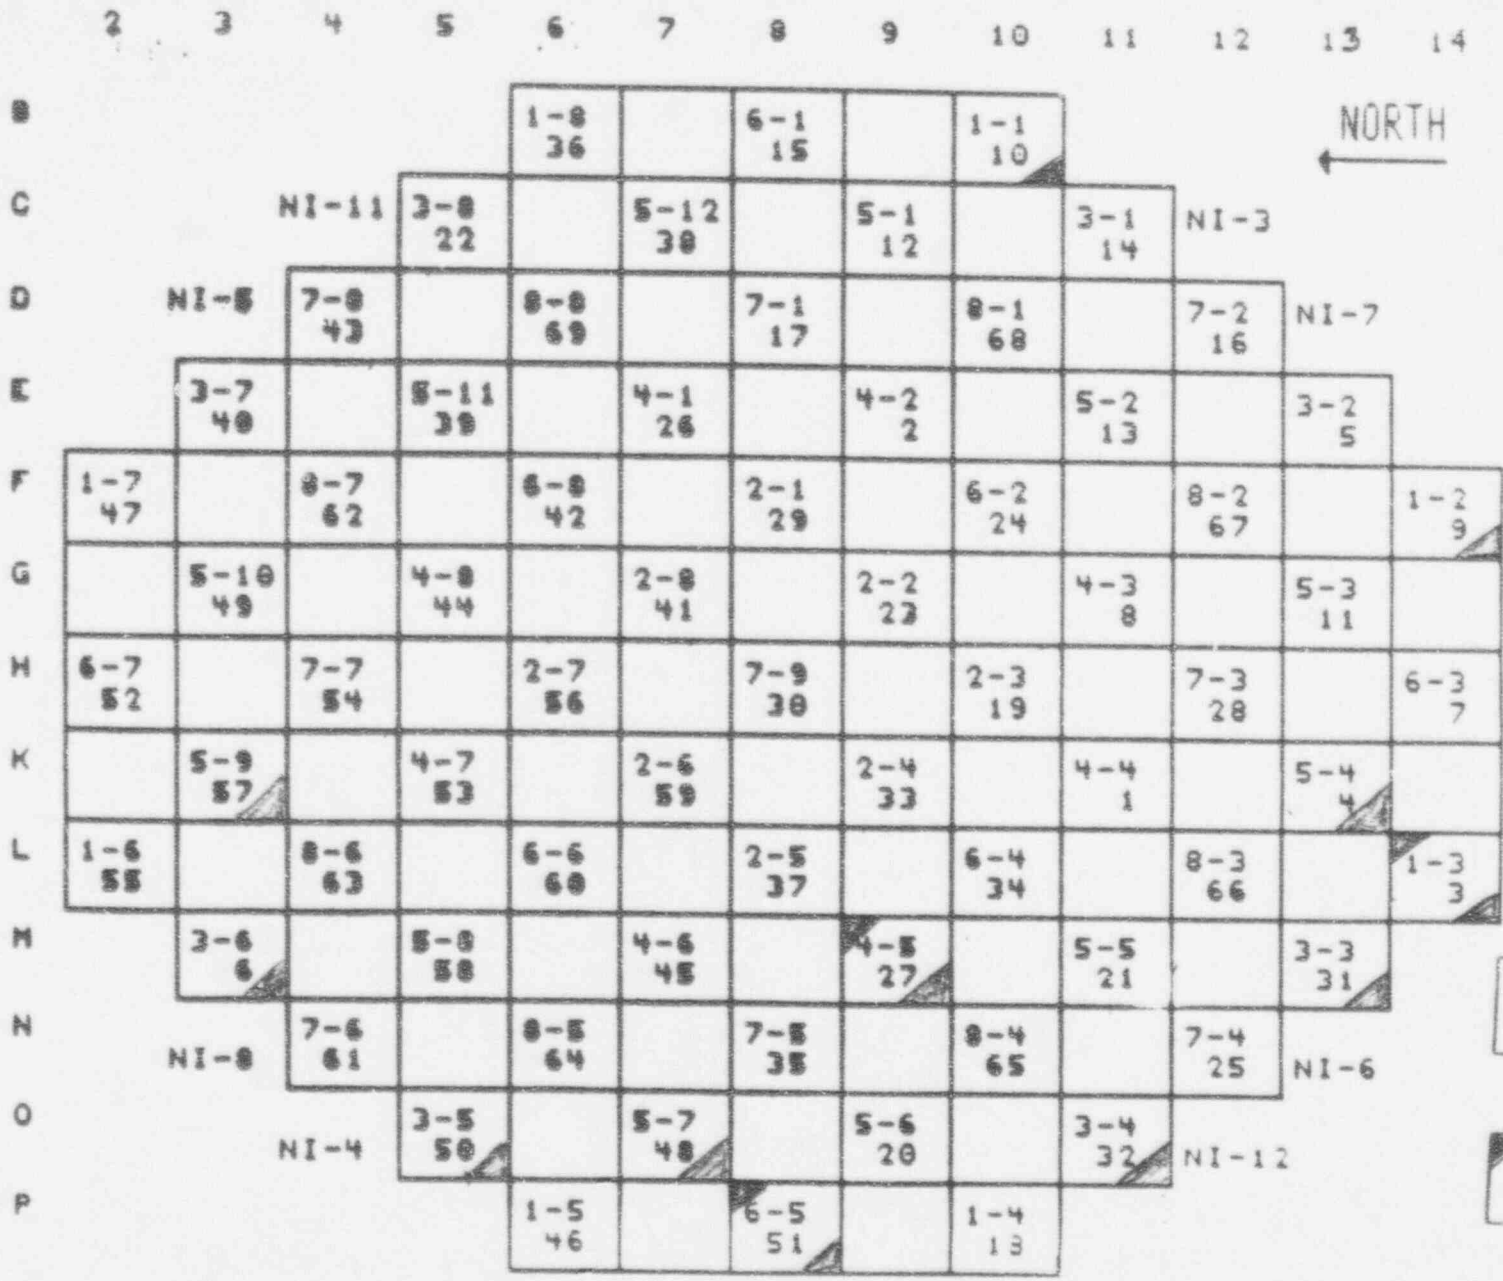 2 3 4 5 6 7 8 9 10 11 12 13 14
NORTH
B 1-8 6-1 1-1
36 15 10
C NI-11 3-8 5-12 5-1 3-1 NI-3
22 38 12 14
D NI-5 7-8 8-8 7-1 8-1 7-2 NI-7
43 69 17 68 16
E 3-7 5-11 4-1 4-2 5-2 3-2
40 39 26 2 13 5
F 1-7 8-7 6-8 2-1 6-2 8-2 1-2
47 62 42 29 24 67 9
G 5-10 4-8 2-8 2-2 4-3 5-3
49 44 41 23 8 11
H 6-7 7-7 2-7 7-9 2-3 7-3 6-3
52 54 56 30 19 28 7
K 5-9 4-7 2-6 2-4 4-4 5-4
57 53 59 33 1 4
L 1-6 8-6 6-6 2-5 6-4 8-3 1-3
55 63 60 37 34 66 3
M 3-6 5-8 4-6 4-5 5-5 3-3
6 58 45 27 21 31
N 7-6 8-5 7-5 8-4 7-4
NI-8 61 64 35 65 25 NI-6
O 3-5 5-7 5-6 3-4
NI-4 50 48 20 32 NI-12
P 1-5 6-5 1-4
46 51 18